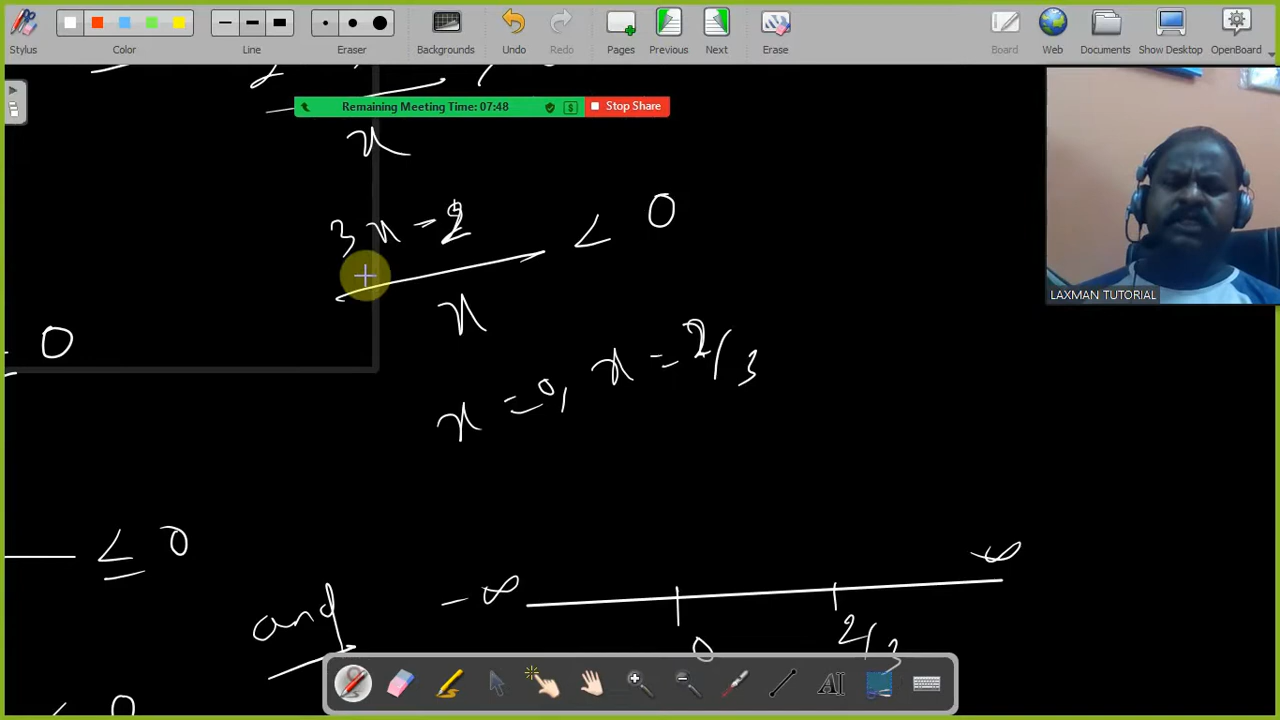 Stylus Color Line Eraser Backgrounds Undo Redo Pages Previous Next Erase Board Web Documents Show Desktop OpenBoard
Remaining Meeting Time: 07:48 $ Stop Share
x
3x - 2 < 0
x
LAXMAN TUTORIAL
0
x = 0, x = 2/3
≤ 0
and -∞ ∞
0 2/3
< 0
AI